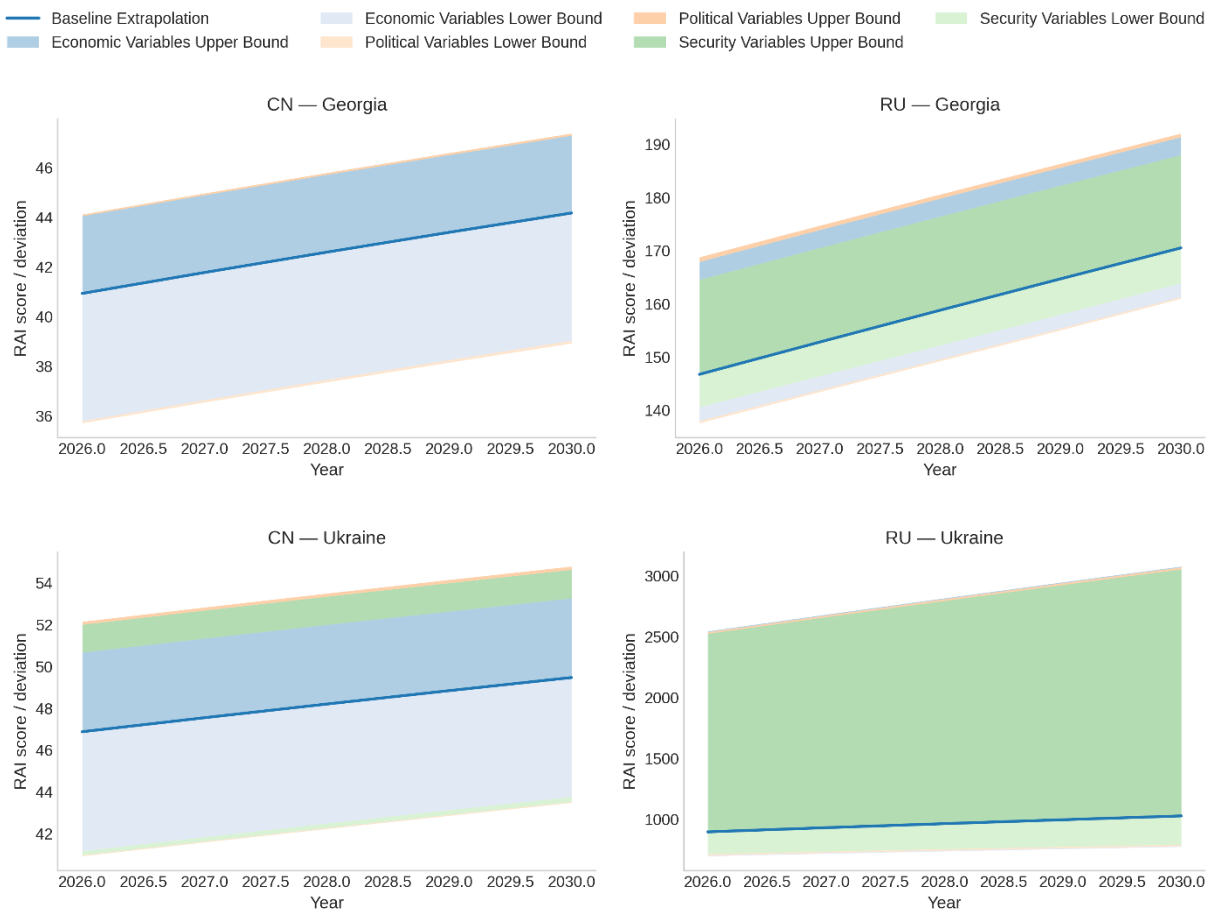 Baseline Extrapolation
Economic Variables Lower Bound
Political Variables Upper Bound
Security Variables Lower Bound
Economic Variables Upper Bound
Political Variables Lower Bound
Security Variables Upper Bound
CN — Georgia
RAI score / deviation
46
44
42
40
38
36
2026.0 2026.5 2027.0 2027.5 2028.0 2028.5 2029.0 2029.5 2030.0
Year
RU — Georgia
RAI score / deviation
190
180
170
160
150
140
2026.0 2026.5 2027.0 2027.5 2028.0 2028.5 2029.0 2029.5 2030.0
Year
CN — Ukraine
RAI score / deviation
54
52
50
48
46
44
42
2026.0 2026.5 2027.0 2027.5 2028.0 2028.5 2029.0 2029.5 2030.0
Year
RU — Ukraine
RAI score / deviation
3000
2500
2000
1500
1000
2026.0 2026.5 2027.0 2027.5 2028.0 2028.5 2029.0 2029.5 2030.0
Year